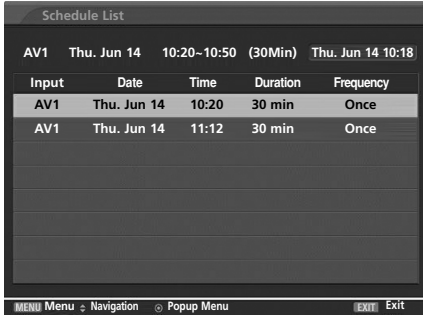 Schedule List
AV1 Thu. Jun 14 10:20~10:50 (30Min) Thu. Jun 14 10:18
Input Date Time Duration Frequency
AV1 Thu. Jun 14 10:20 30 min Once
AV1 Thu. Jun 14 11:12 30 min Once
MENU Menu Navigation Popup Menu EXIT Exit